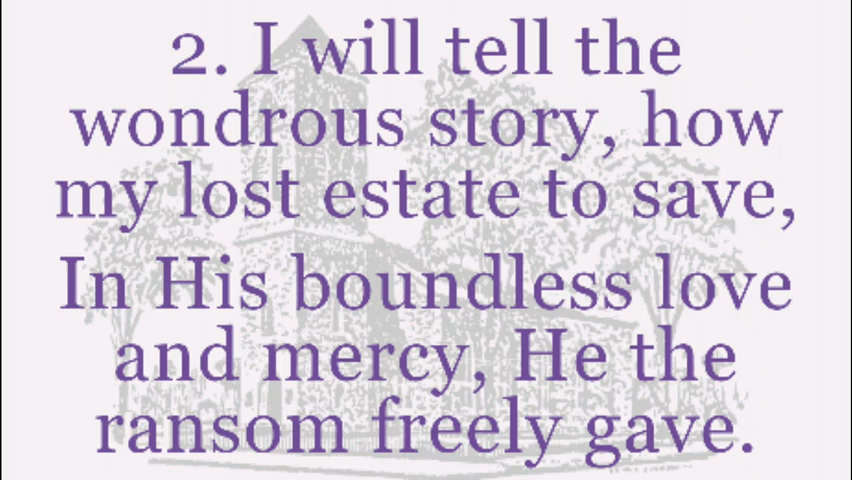 2. I will tell the
wondrous story, how
my lost estate to save,
In His boundless love
and mercy, He the
ransom freely gave.